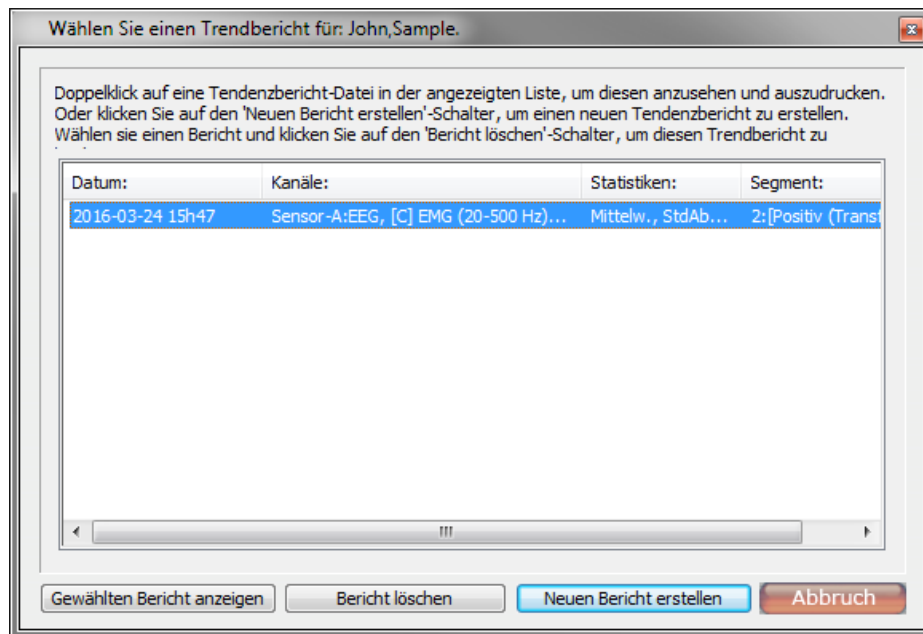 Wählen Sie einen Trendbericht für: John,Sample.
Doppelklick auf eine Tendenzbericht-Datei in der angezeigten Liste, um diesen anzusehen und auszudrucken.
Oder klicken Sie auf den 'Neuen Bericht erstellen'-Schalter, um einen neuen Tendenzbericht zu erstellen.
Wählen sie einen Bericht und klicken Sie auf den 'Bericht löschen'-Schalter, um diesen Trendbericht zu
Datum: Kanäle: Statistiken: Segment:
2016-03-24 15h47 Sensor-A:EEG, [C] EMG (20-500 Hz)... Mittelw., StdAb... 2:[Positiv (Transf
Gewählten Bericht anzeigen Bericht löschen Neuen Bericht erstellen Abbruch